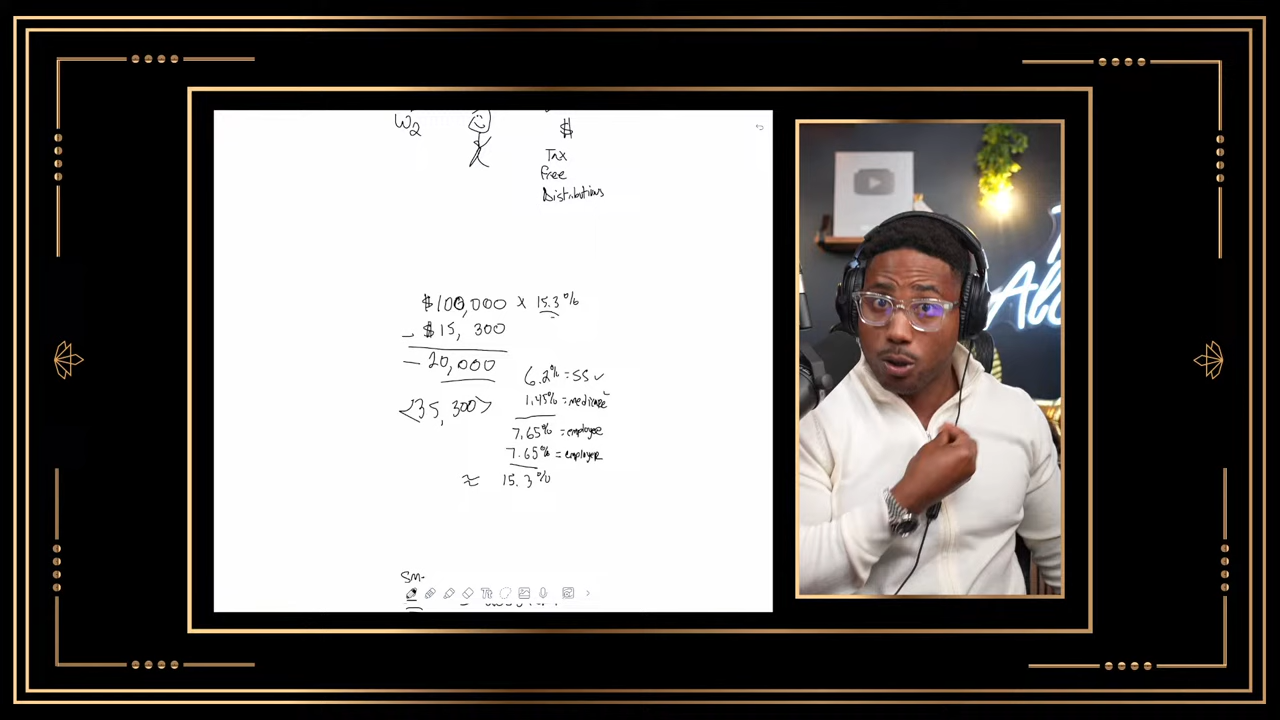 W2
$
Tax
Free
Distributions
$100,000 x 15.3%
- $15, 300
- 20,000
<35, 300>
6.2% = SS ✓
1.45% = medicare
7.65% = employee
7.65% = employer
≈ 15.3%
Sm-